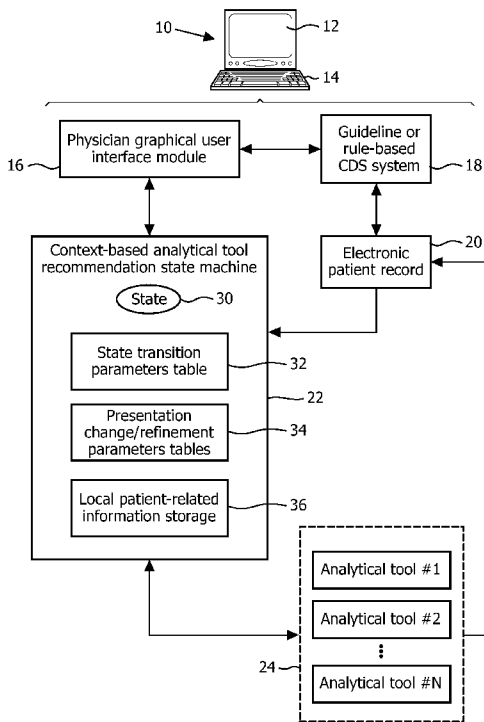 10
12
14
Physician graphical user
interface module
16
Guideline or
rule-based
CDS system
18
Context-based analytical tool
recommendation state machine
Electronic
patient record
20
State
30
State transition
parameters table
32
22
Presentation
change/refinement
parameters tables
34
Local patient-related
information storage
36
Analytical tool #1
Analytical tool #2
Analytical tool #N
24